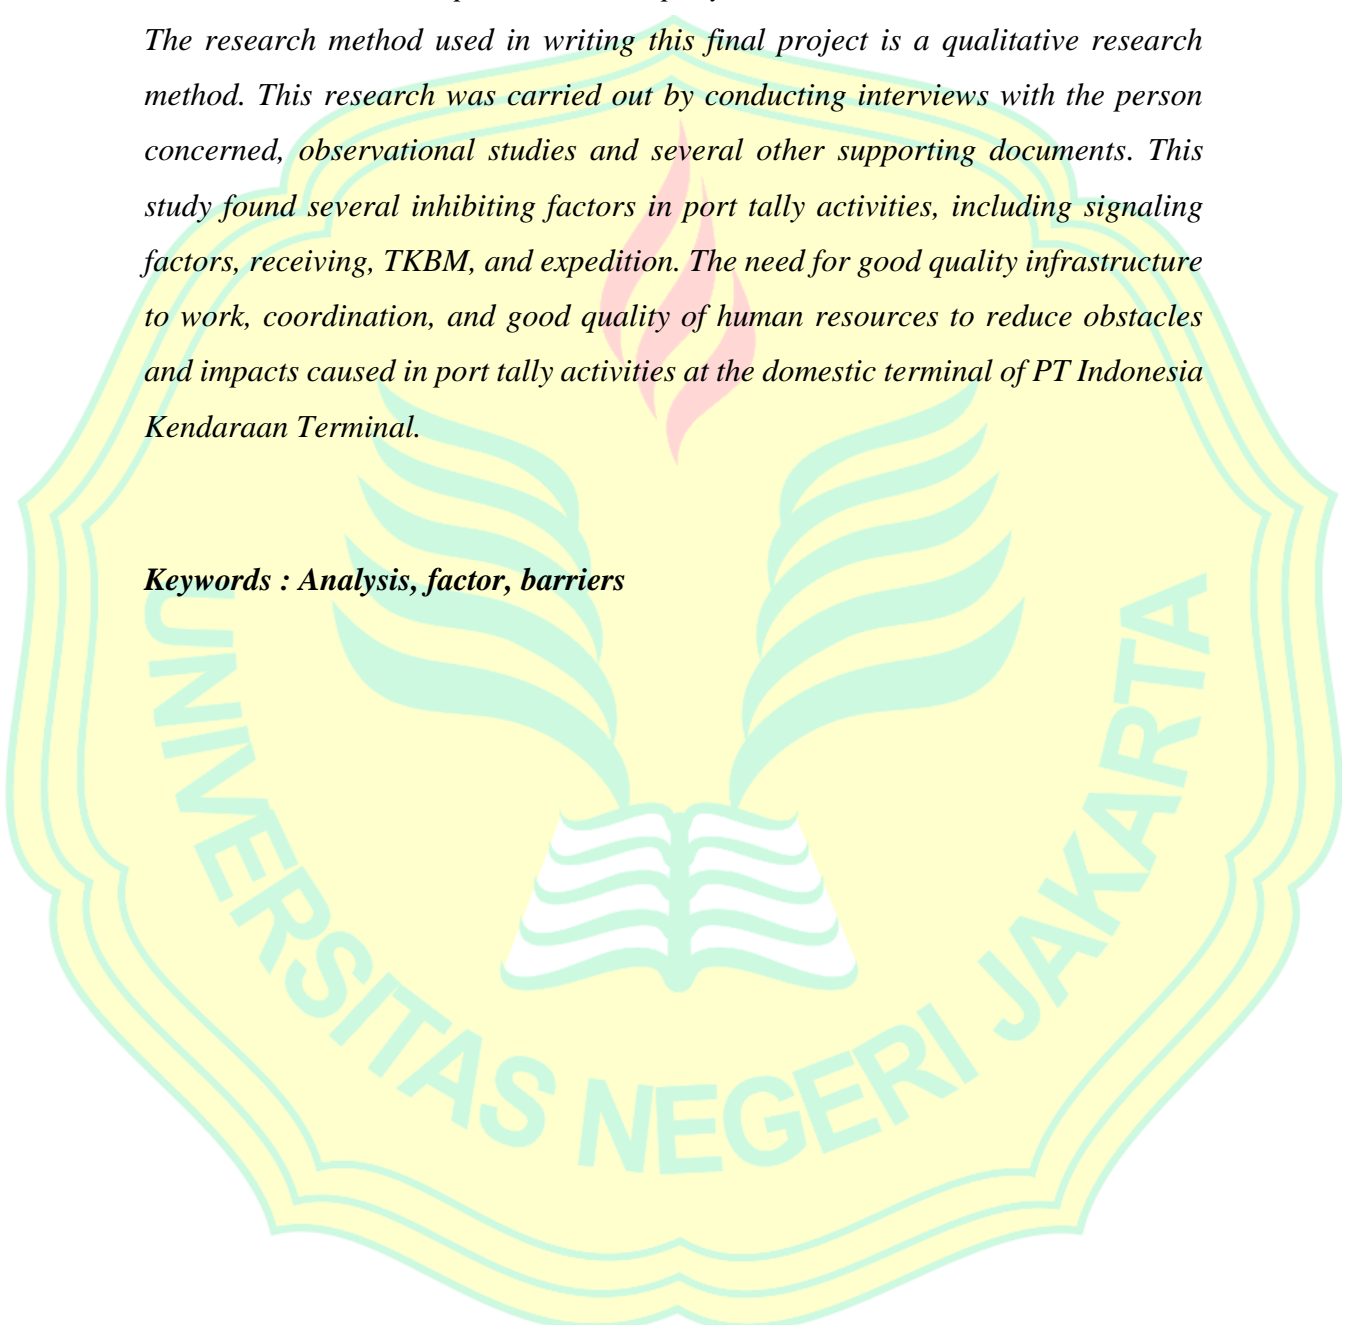 The research method used in writing this final project is a qualitative research
method. This research was carried out by conducting interviews with the person
concerned, observational studies and several other supporting documents. This
study found several inhibiting factors in port tally activities, including signaling
factors, receiving, TKBM, and expedition. The need for good quality infrastructure
to work, coordination, and good quality of human resources to reduce obstacles
and impacts caused in port tally activities at the domestic terminal of PT Indonesia
Kendaraan Terminal.
Keywords : Analysis, factor, barriers
UNIVERSITAS NEGERI JAKARTA